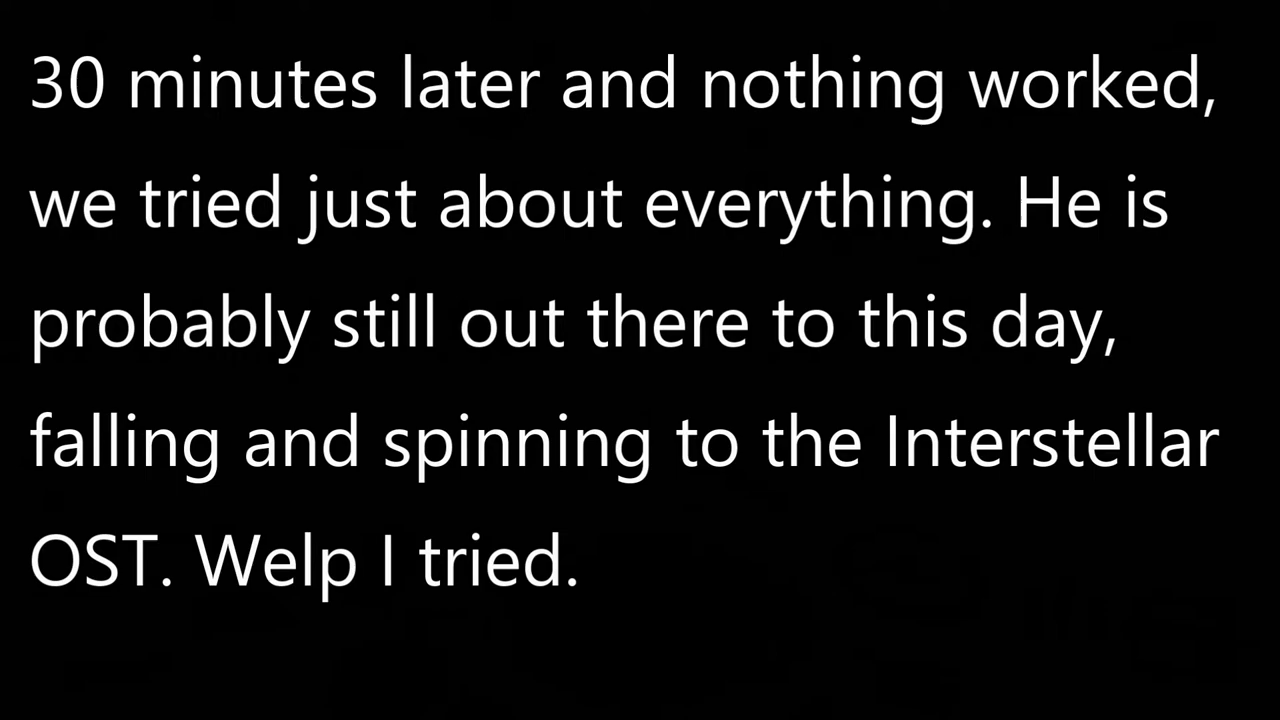 30 minutes later and nothing worked,
we tried just about everything. He is
probably still out there to this day,
falling and spinning to the Interstellar
OST. Welp I tried.